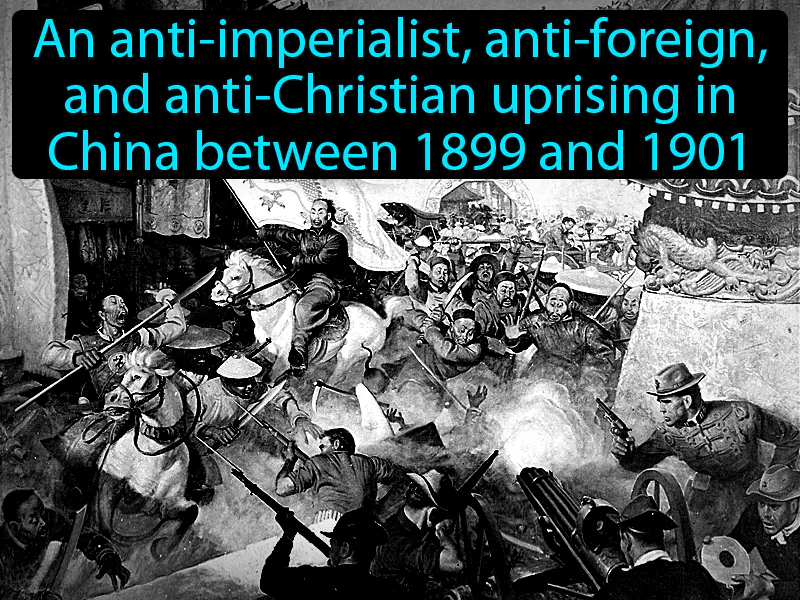 An anti-imperialist, anti-foreign,
and anti-Christian uprising in
China between 1899 and 1901